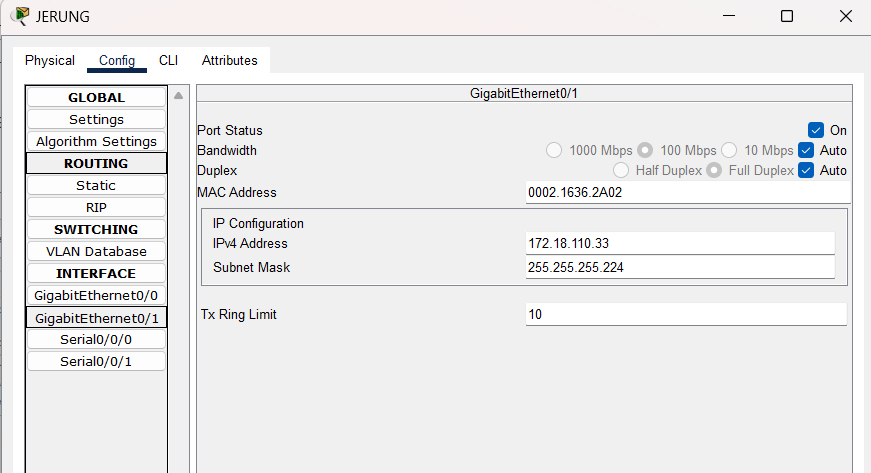 JERUNG
Physical Config CLI Attributes
GLOBAL
Settings
Algorithm Settings
ROUTING
Static
RIP
SWITCHING
VLAN Database
INTERFACE
GigabitEthernet0/0
GigabitEthernet0/1
Serial0/0/0
Serial0/0/1
GigabitEthernet0/1
Port Status On
Bandwidth 1000 Mbps 100 Mbps 10 Mbps Auto
Duplex Half Duplex Full Duplex Auto
MAC Address 0002.1636.2A02
IP Configuration
IPv4 Address 172.18.110.33
Subnet Mask 255.255.255.224
Tx Ring Limit 10